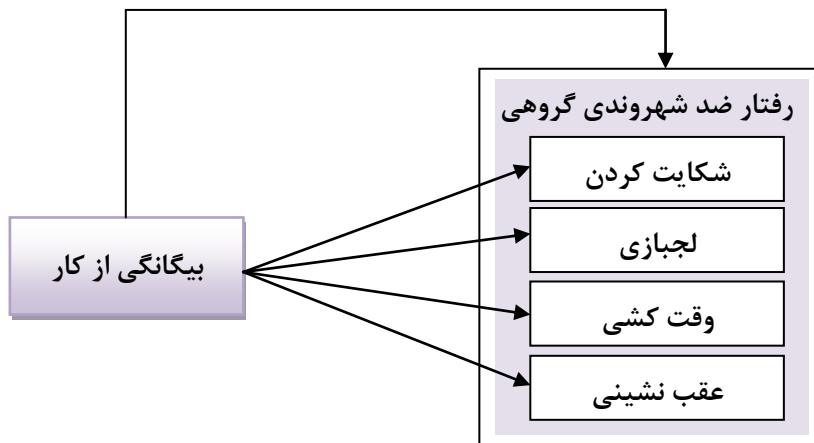 رفتار ضد شهروندی گروهی
شکایت کردن
لجبازی
بیگانگی از کار
وقت کشی
عقب نشینی